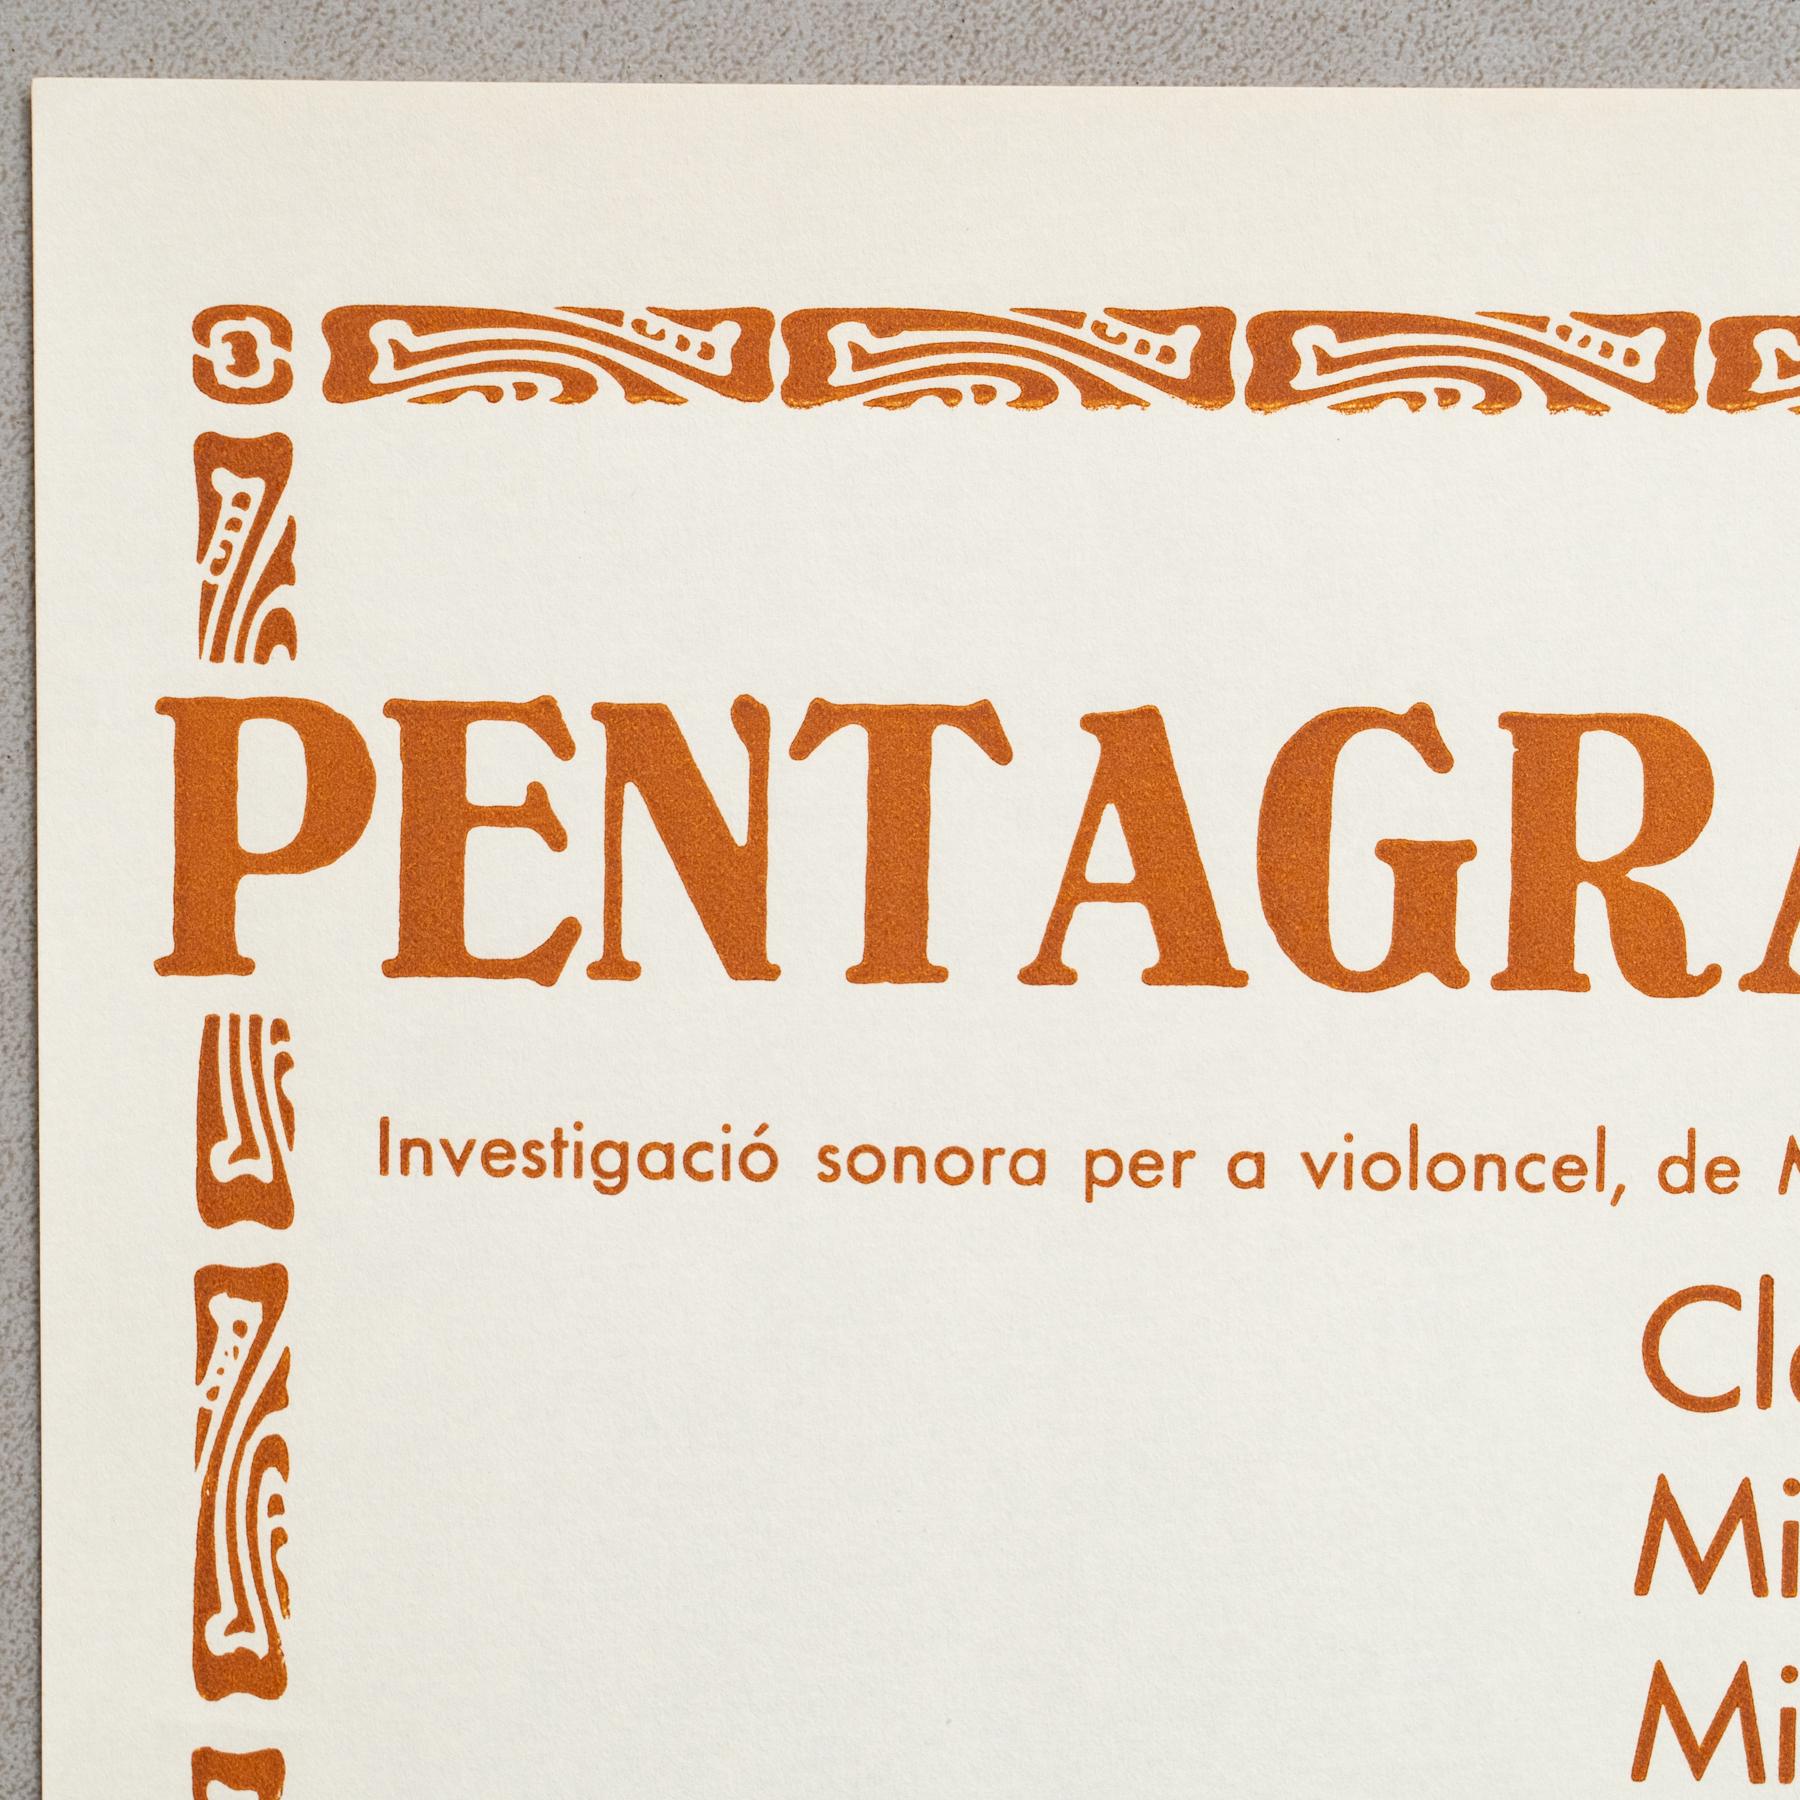 PENTAGRA
Investigació sonora per a violoncel, de M
Cl
Mi
Mi